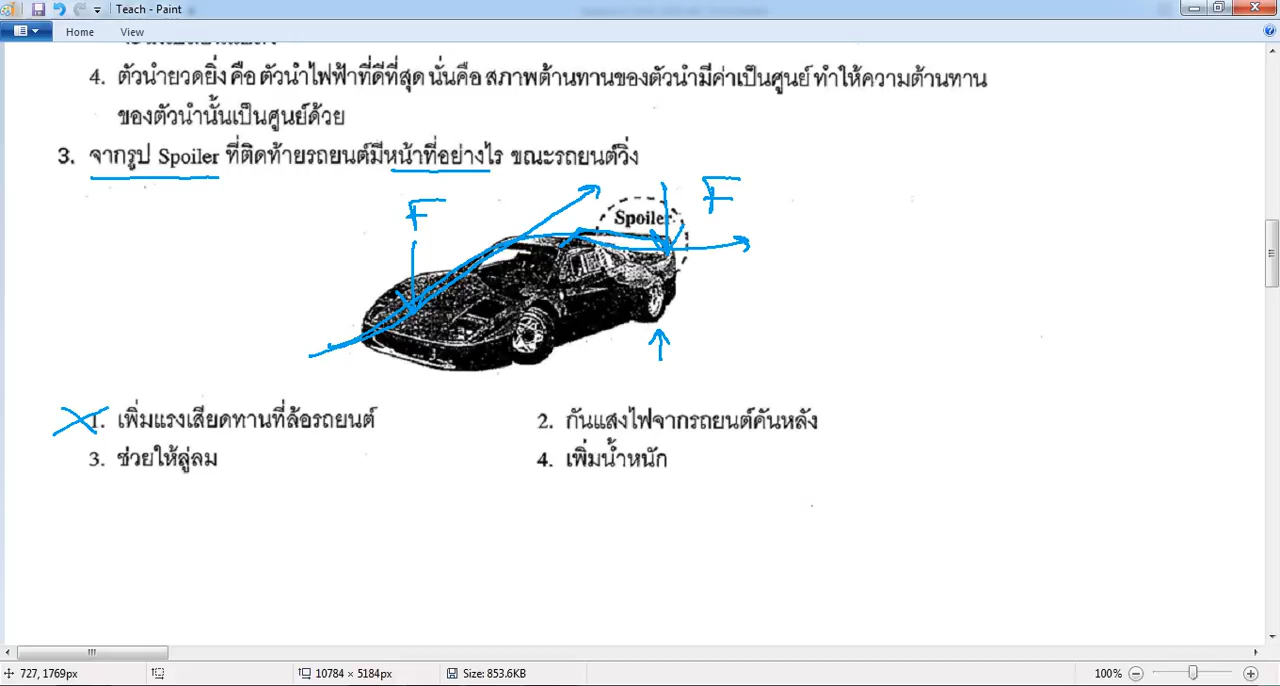 Teach - Paint
Home View
4. ตัวนำยวดยิ่ง คือ ตัวนำไฟฟ้าที่ดีที่สุด นั่นคือ สภาพต้านทานของตัวนำมีค่าเป็นศูนย์ ทำให้ความต้านทาน
ของตัวนำนั้นเป็นศูนย์ด้วย
3. จากรูป Spoiler ที่ติดท้ายรถยนต์มีหน้าที่อย่างไร ขณะรถยนต์วิ่ง
F F
Spoiler
1. เพิ่มแรงเสียดทานที่ล้อรถยนต์ 2. กันแสงไฟจากรถยนต์คันหลัง
3. ช่วยให้ลู่ลม 4. เพิ่มน้ำหนัก
727, 1769px 10784 × 5184px Size: 853.6KB 100%